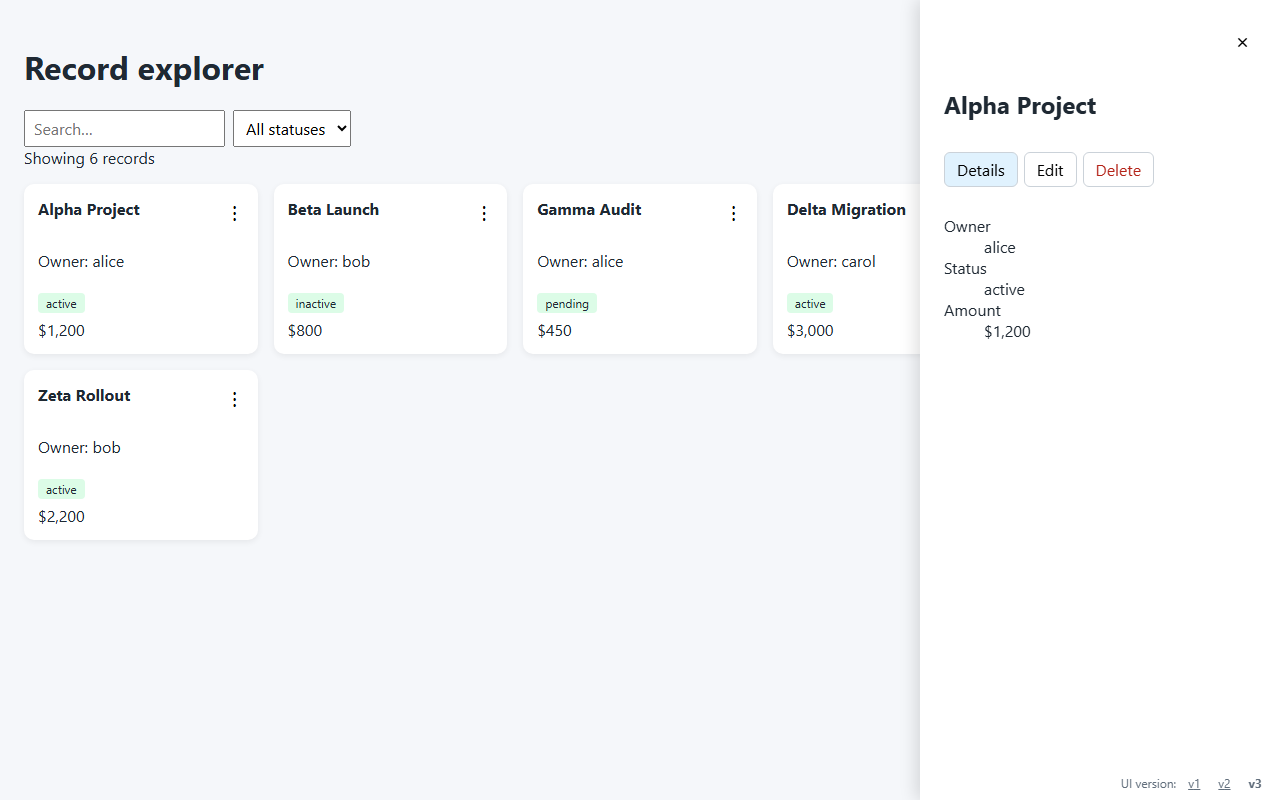 Record explorer
Search...
All statuses
Showing 6 records
Alpha Project
Owner: alice
active
$1,200
Beta Launch
Owner: bob
inactive
$800
Gamma Audit
Owner: alice
pending
$450
Delta Migration
Owner: carol
active
$3,000
Zeta Rollout
Owner: bob
active
$2,200
×
Alpha Project
Details Edit Delete
Owner
alice
Status
active
Amount
$1,200
UI version: v1 v2 v3